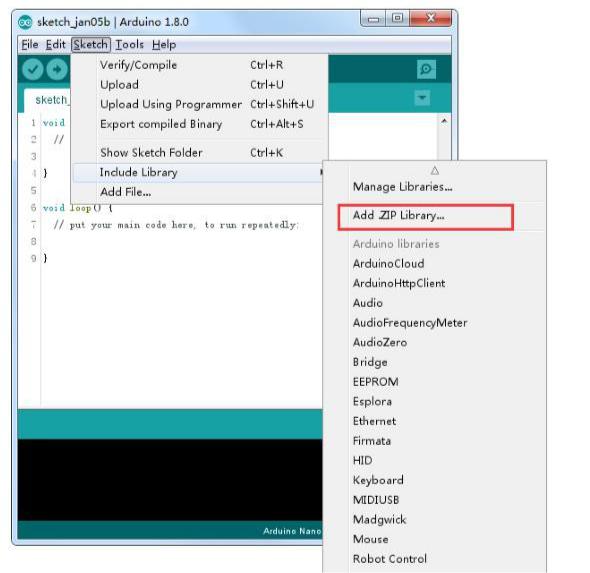 sketch_jan05b | Arduino 1.8.0
File Edit Sketch Tools Help
Verify/Compile Ctrl+R
Upload Ctrl+U
sketch_
Upload Using Programmer Ctrl+Shift+U
1 void
Export compiled Binary Ctrl+Alt+S
2 //
3
Show Sketch Folder Ctrl+K
4 }
Include Library
5
Add File...
6 void loop() {
7 // put your main code here, to run repeatedly:
8
9 }
Manage Libraries...
Add .ZIP Library...
Arduino libraries
ArduinoCloud
ArduinoHttpClient
Audio
AudioFrequencyMeter
AudioZero
Bridge
EEPROM
Esplora
Ethernet
Firmata
HID
Keyboard
MIDIUSB
Madgwick
Mouse
Robot Control
Arduino Nano